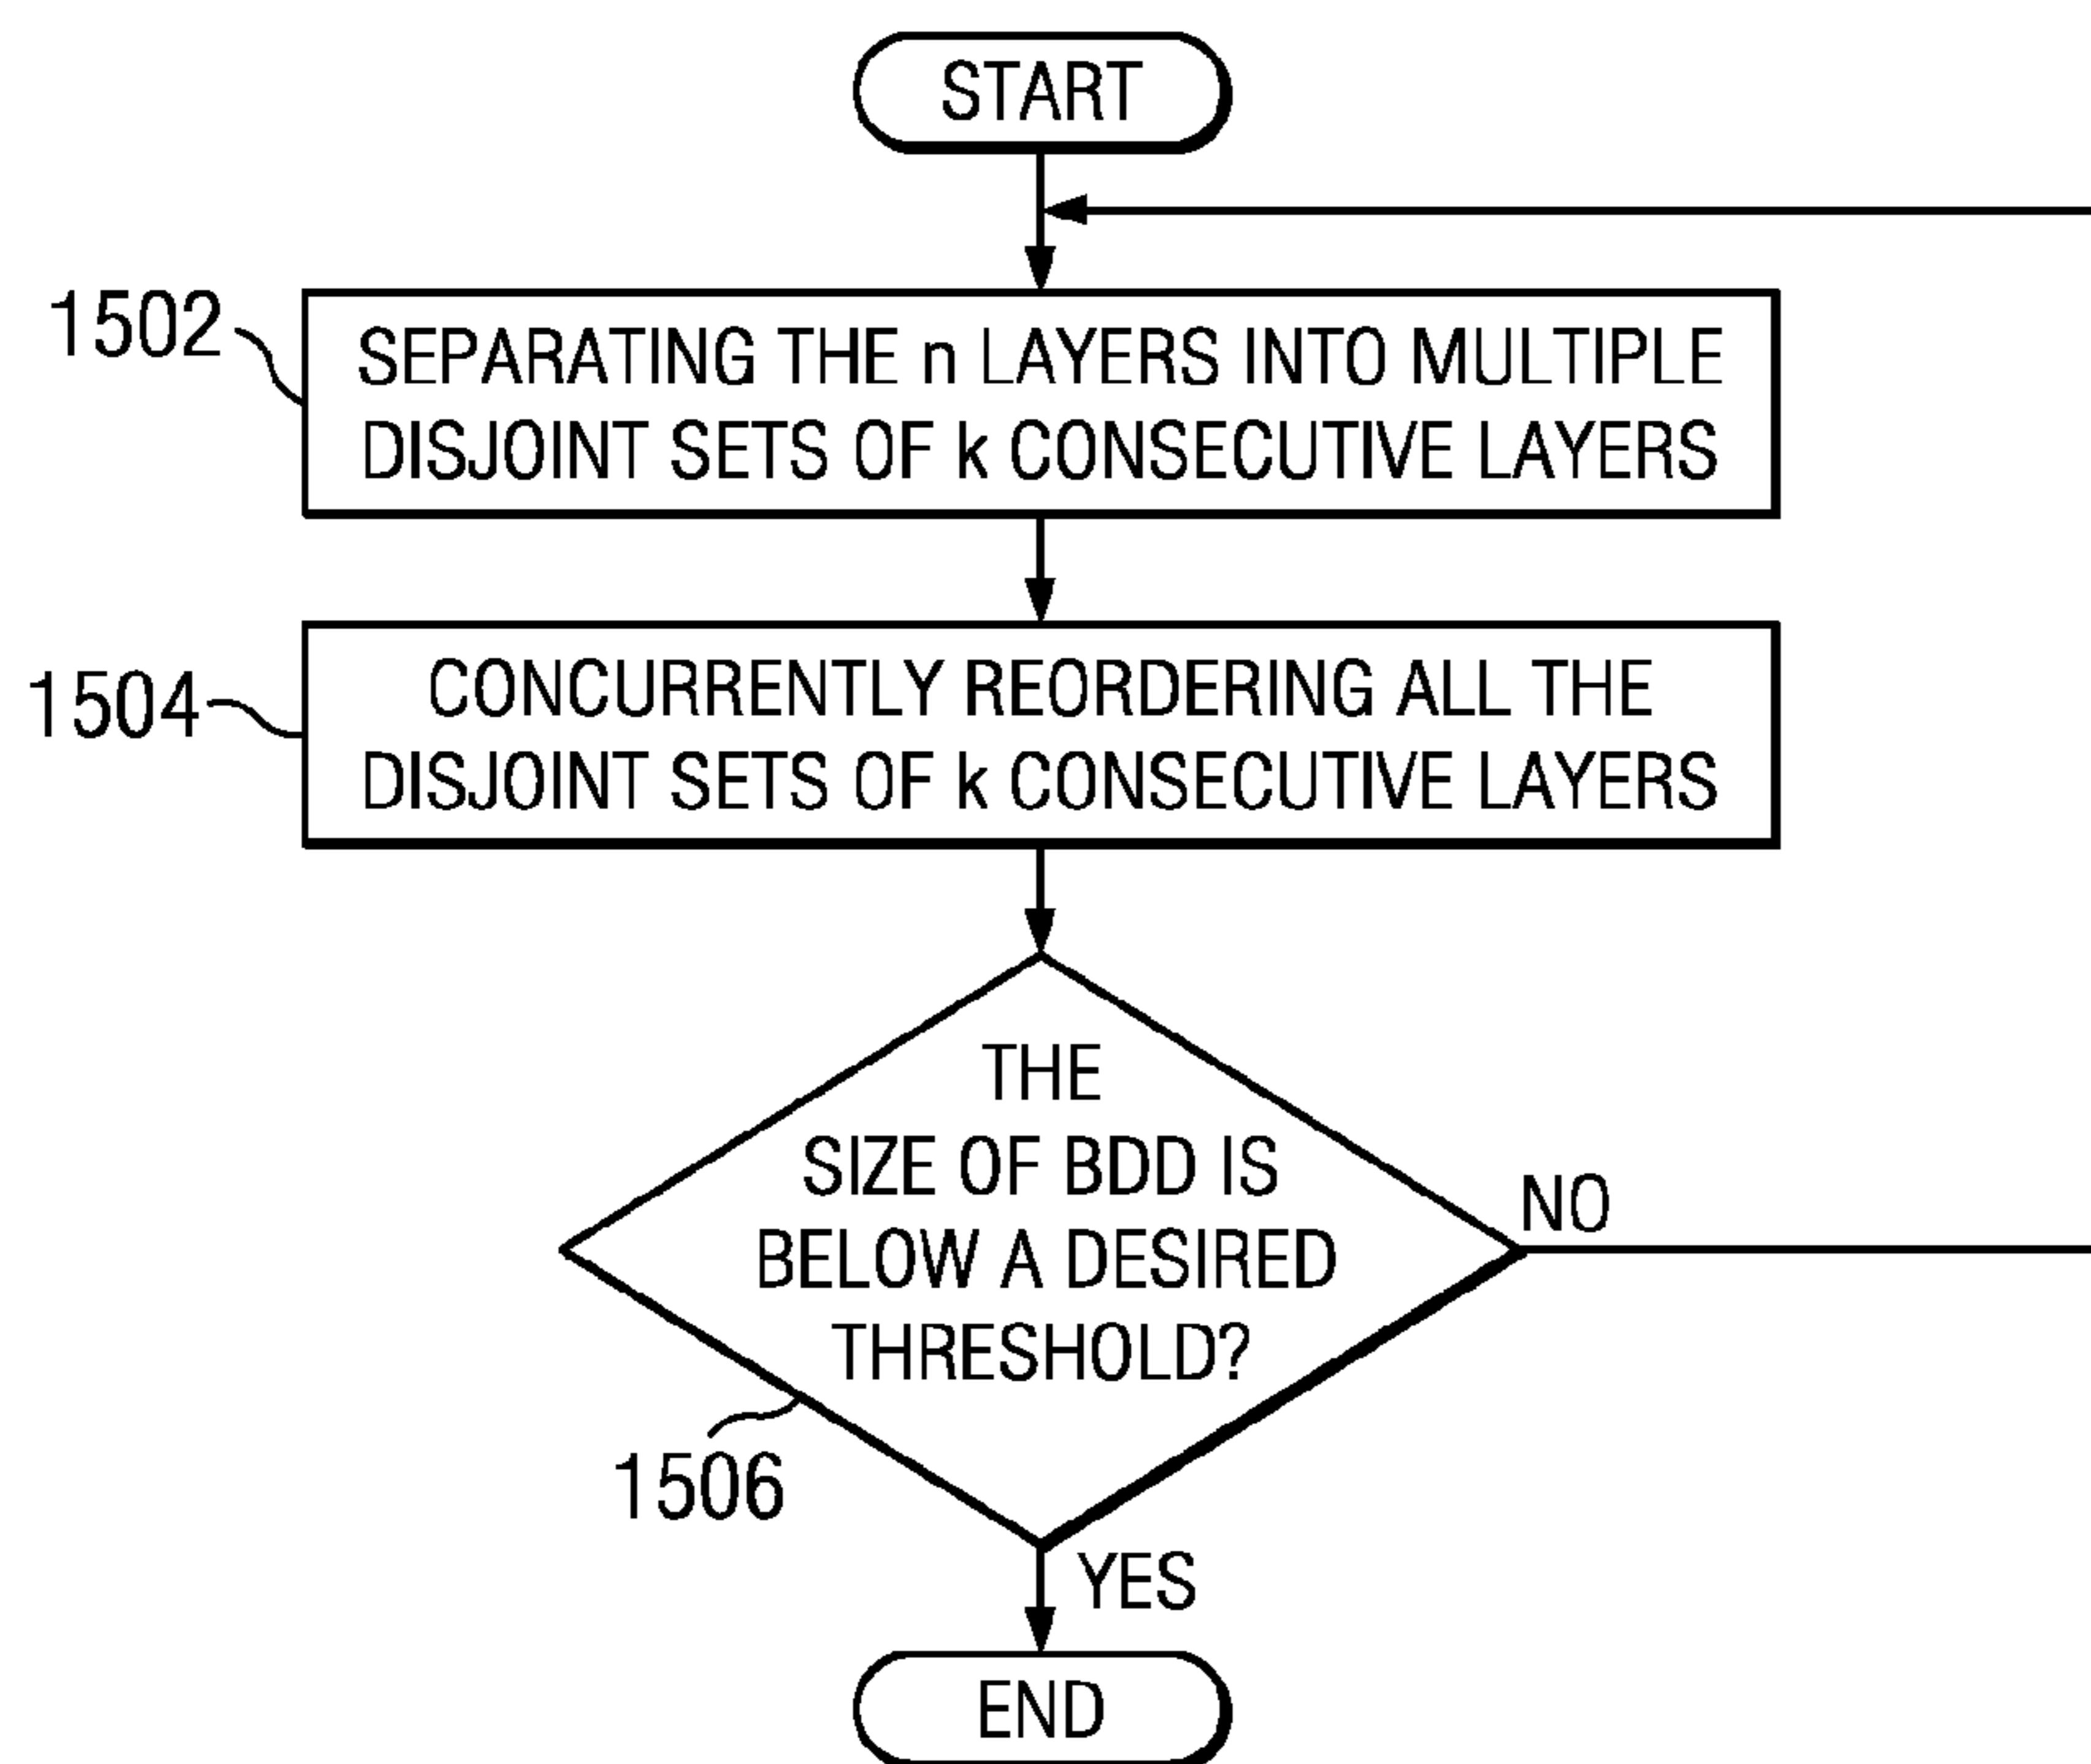 START
1502
SEPARATING THE n LAYERS INTO MULTIPLE
DISJOINT SETS OF k CONSECUTIVE LAYERS
1504
CONCURRENTLY REORDERING ALL THE
DISJOINT SETS OF k CONSECUTIVE LAYERS
THE
SIZE OF BDD IS
BELOW A DESIRED
THRESHOLD?
NO
1506
YES
END